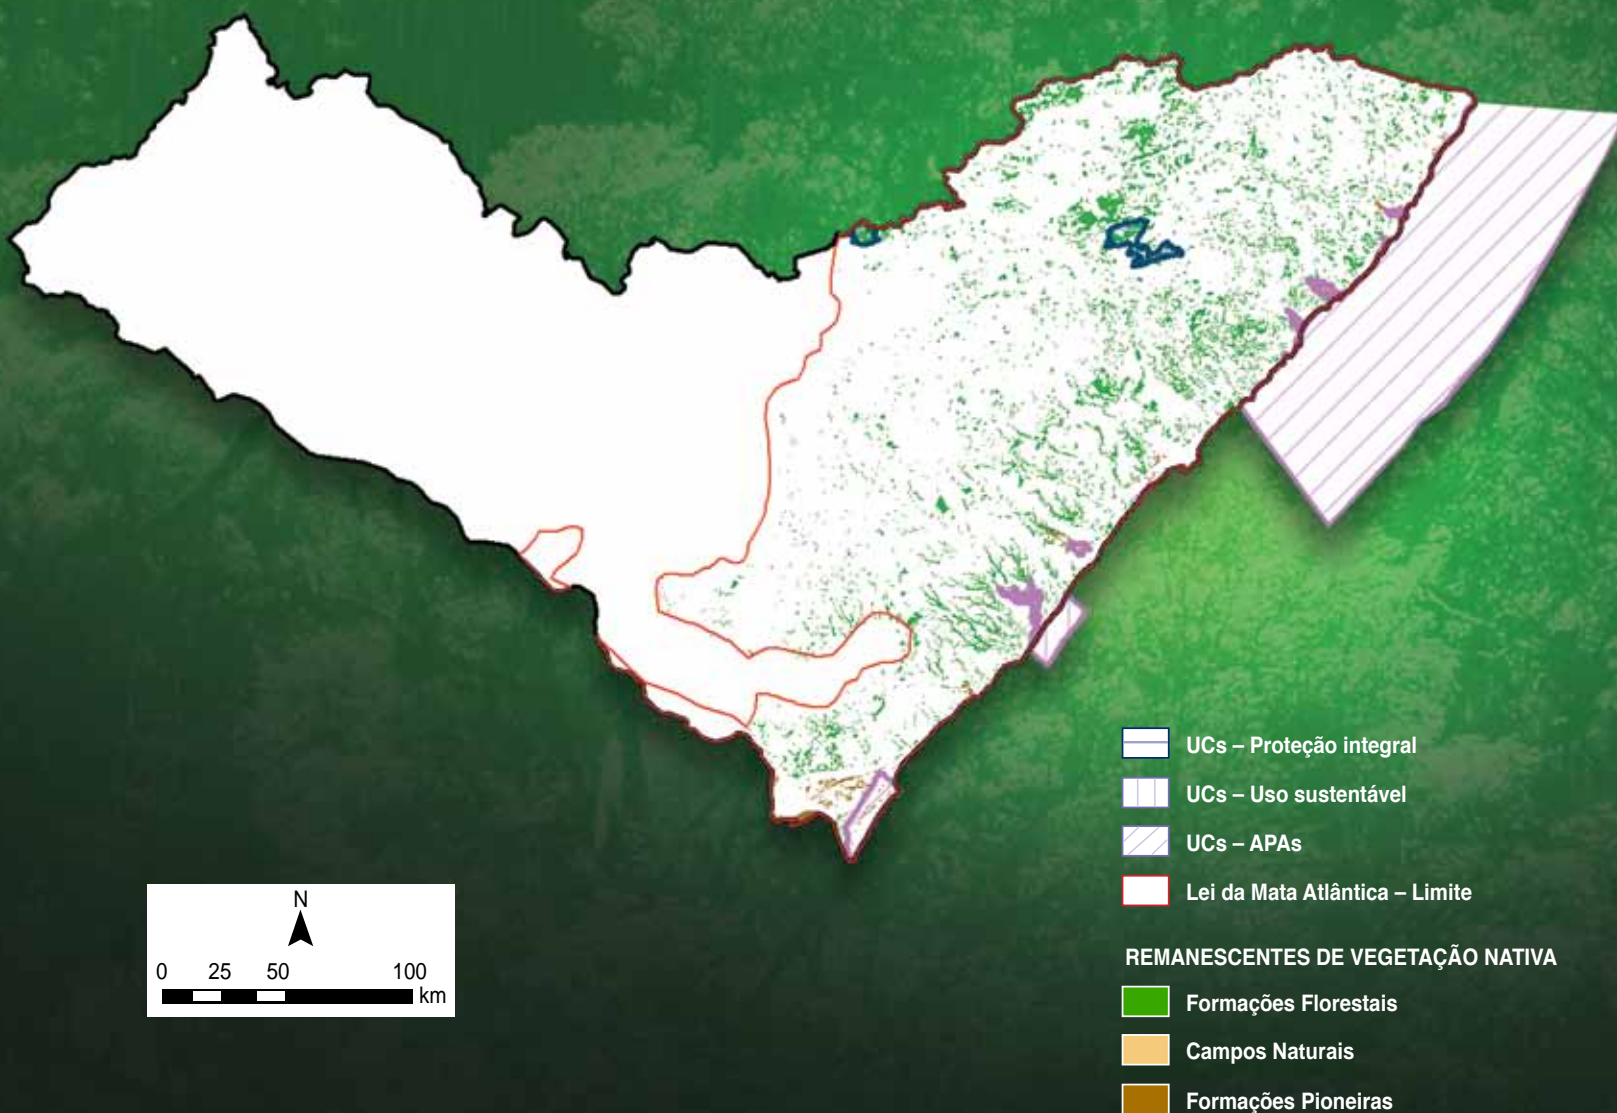 N
0 25 50 100
km
UCs – Proteção integral
UCs – Uso sustentável
UCs – APAs
Lei da Mata Atlântica – Limite
REMANESCENTES DE VEGETAÇÃO NATIVA
Formações Florestais
Campos Naturais
Formações Pioneiras